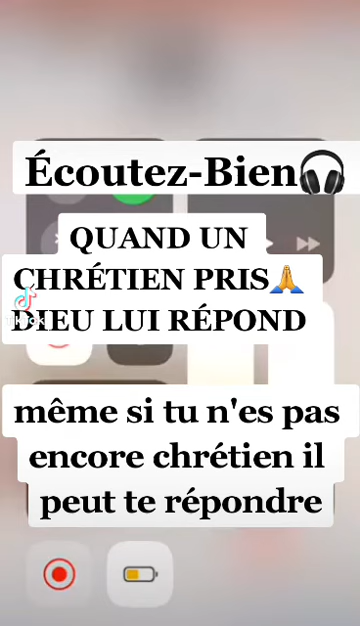 Écoutez-Bien🎧
QUAND UN
CHRÉTIEN PRIS🙏
DIEU LUI RÉPOND
même si tu n'es pas
encore chrétien il
peut te répondre